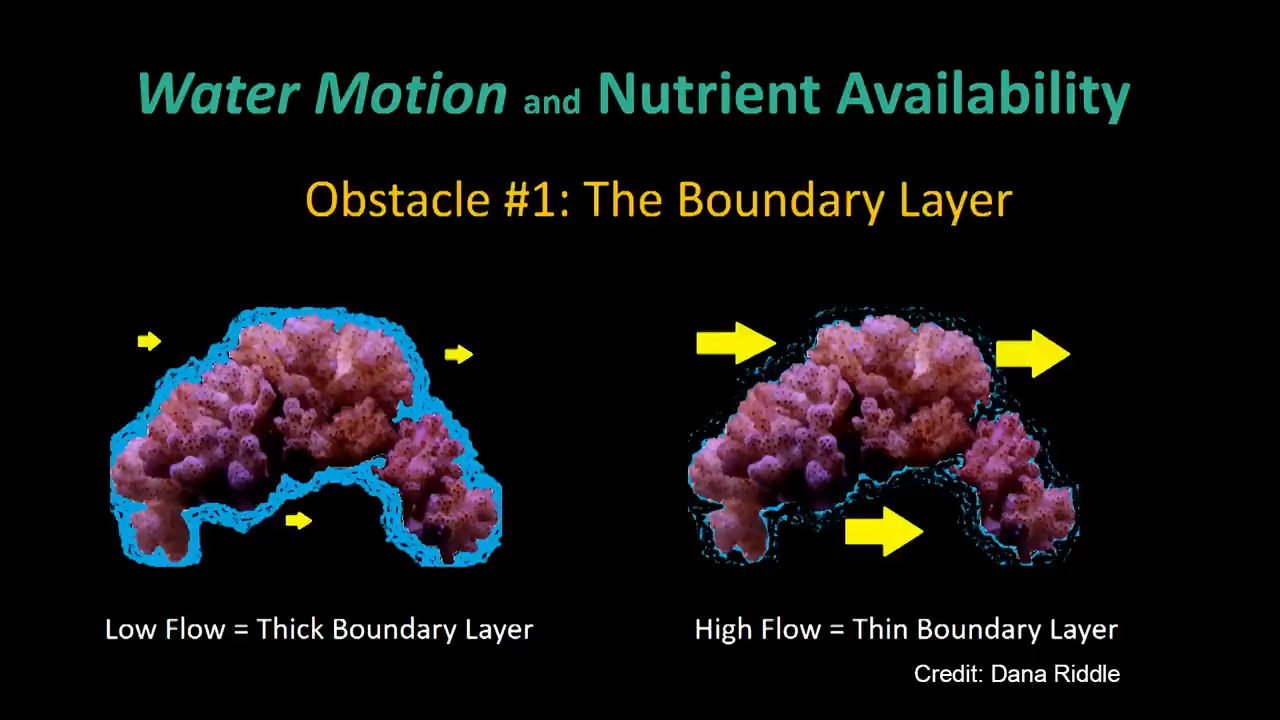 Water Motion and Nutrient Availability
Obstacle #1: The Boundary Layer
Low Flow = Thick Boundary Layer
High Flow = Thin Boundary Layer
Credit: Dana Riddle